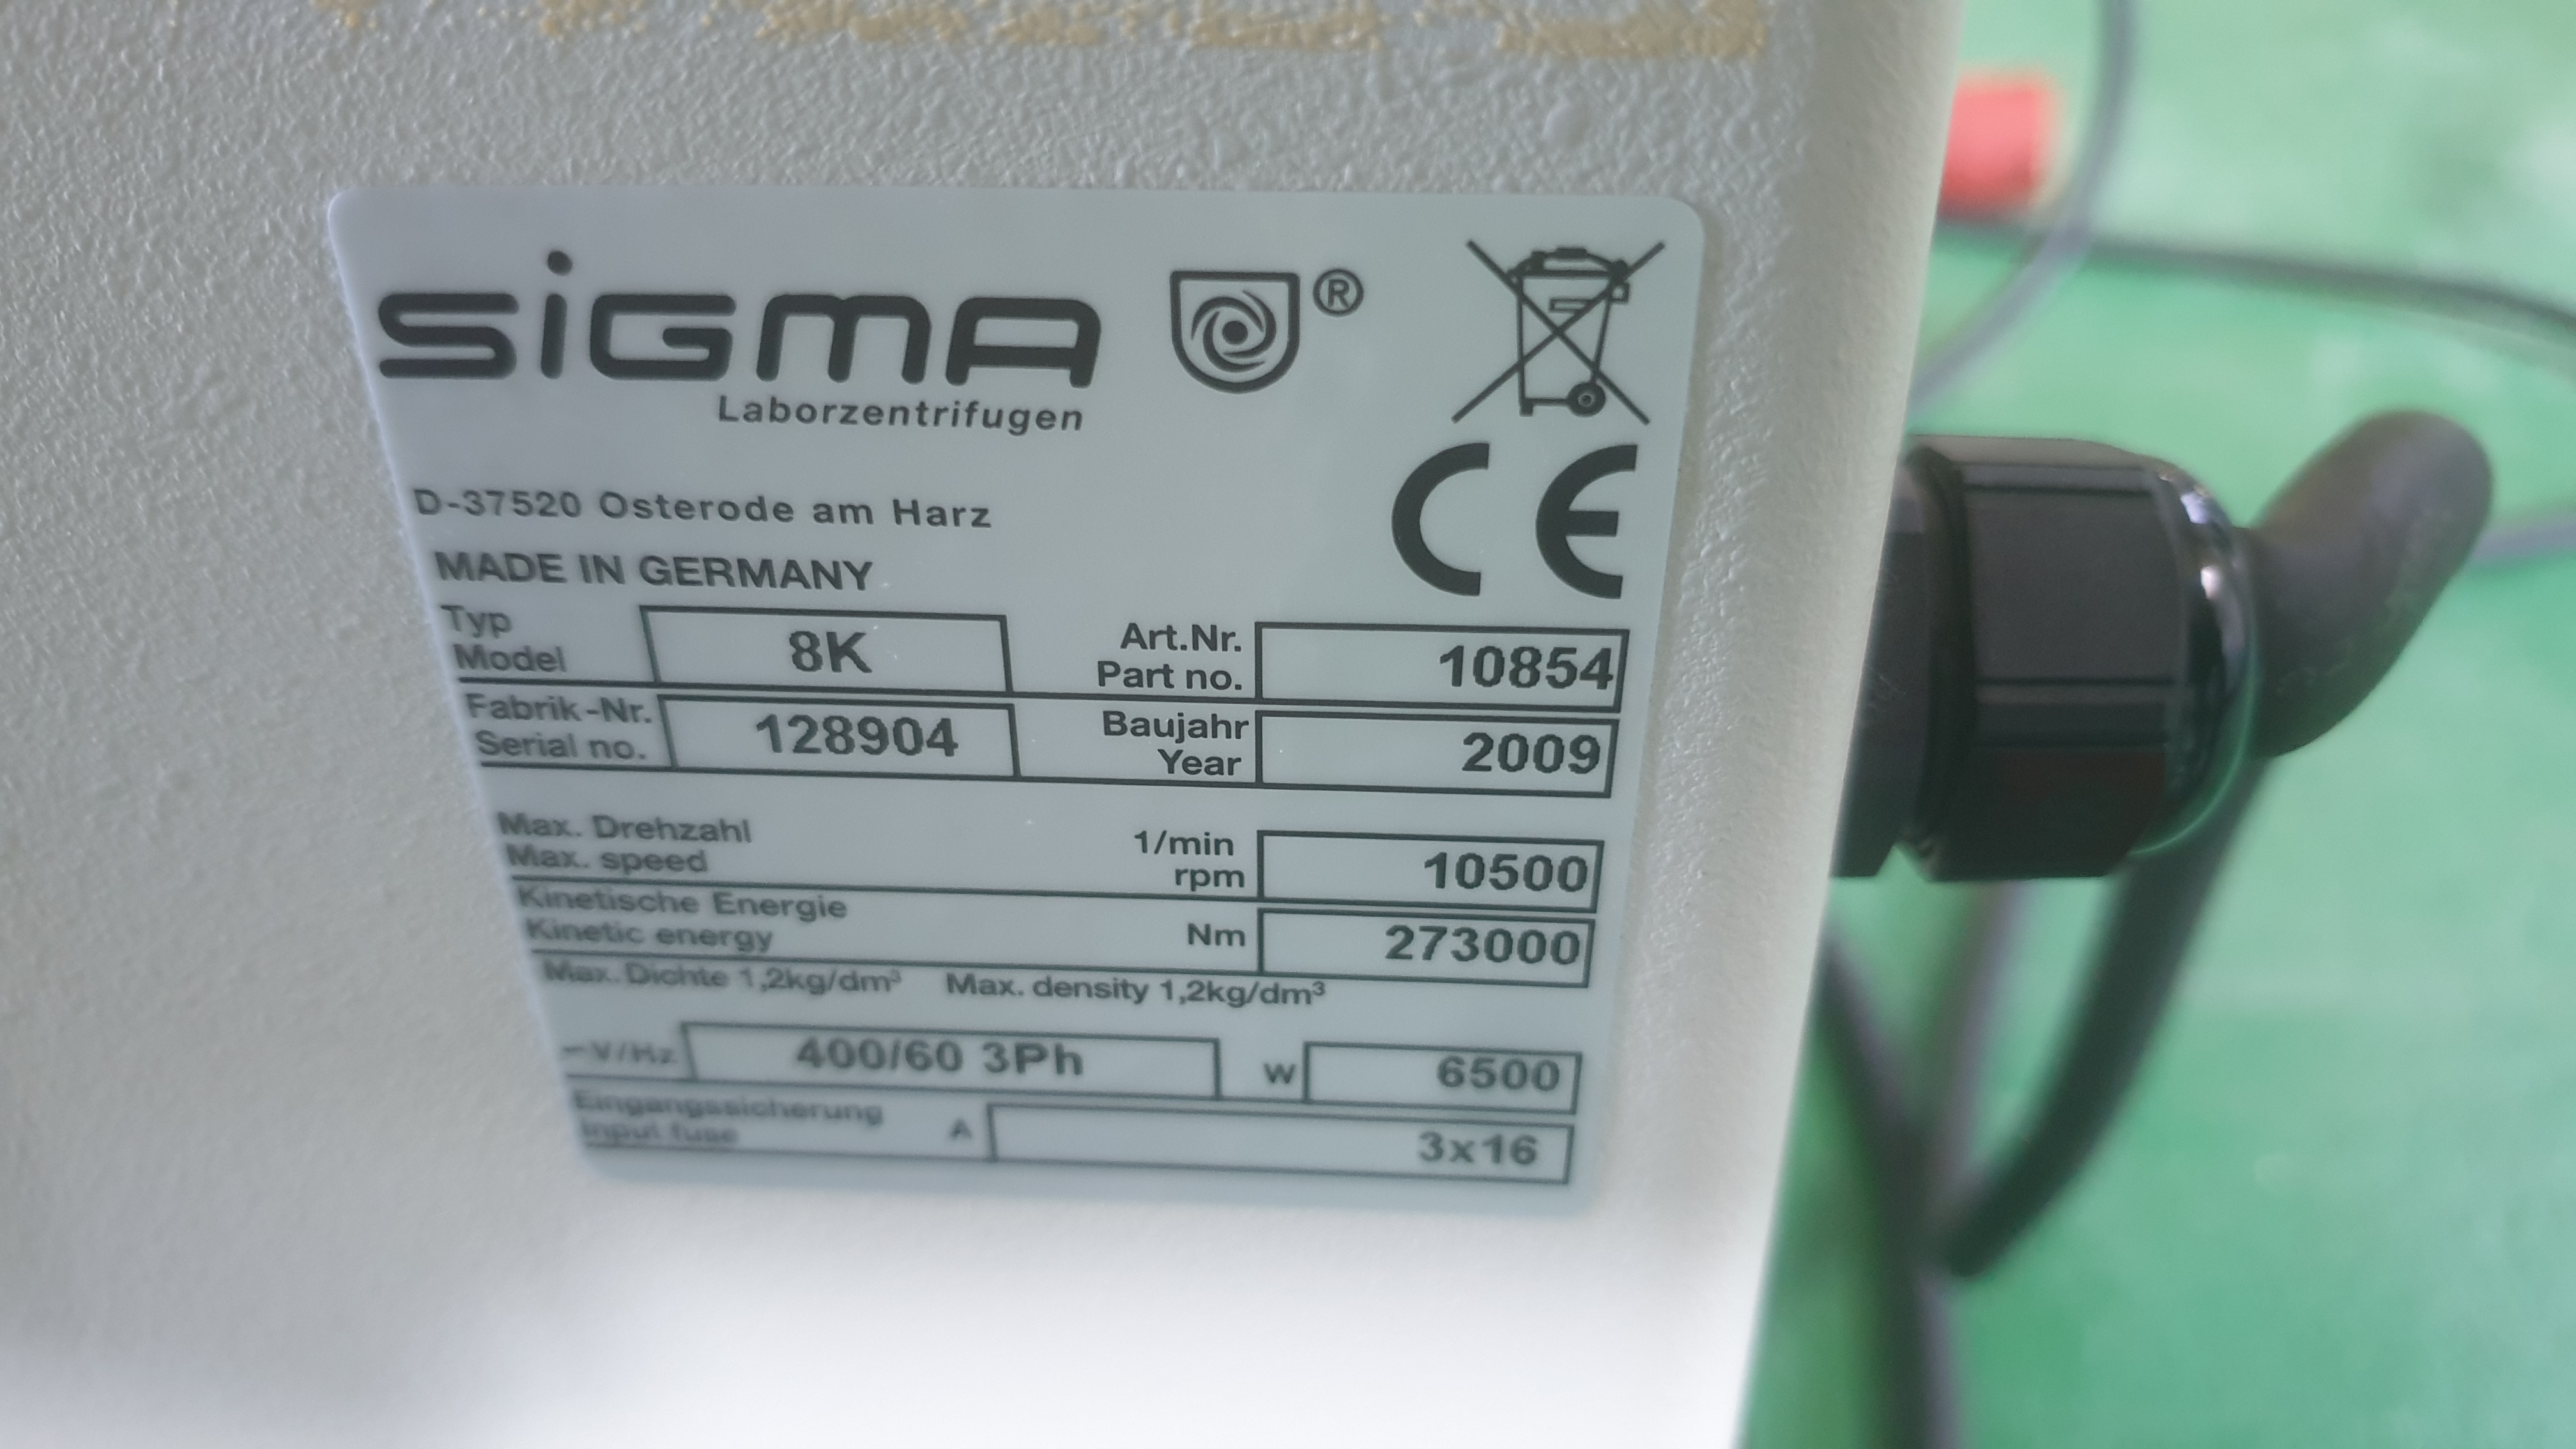 SIGMA ®
Laborzentrifugen
D-37520 Osterode am Harz
CE
MADE IN GERMANY
Typ
Model 8K Art.Nr.
Part no. 10854
Fabrik-Nr.
Serial no. 128904 Baujahr
Year 2009
Max. Drehzahl 1/min
Max. speed rpm 10500
Kinetische Energie
Kinetic energy Nm 273000
Max. Dichte 1,2kg/dm³ Max. density 1,2kg/dm³
~V/Hz 400/60 3Ph W 6500
Eingangssicherung
Input fuse A 3x16